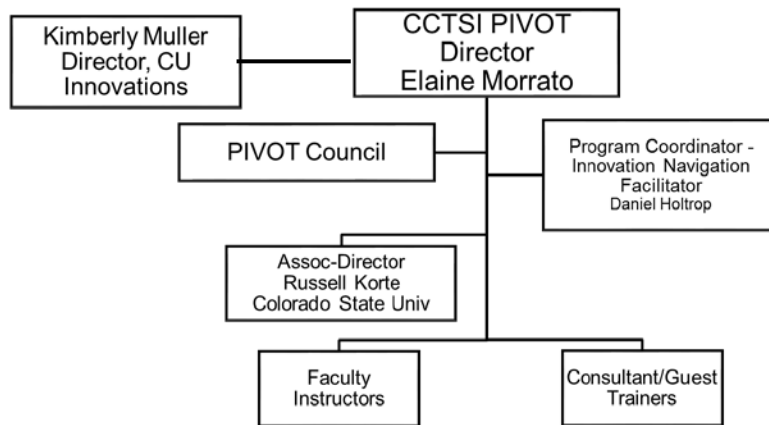 Kimberly Muller
Director, CU
Innovations
CCTSI PIVOT
Director
Elaine Morrato
PIVOT Council
Program Coordinator -
Innovation Navigation
Facilitator
Daniel Holtrop
Assoc-Director
Russell Korte
Colorado State Univ
Faculty
Instructors
Consultant/Guest
Trainers